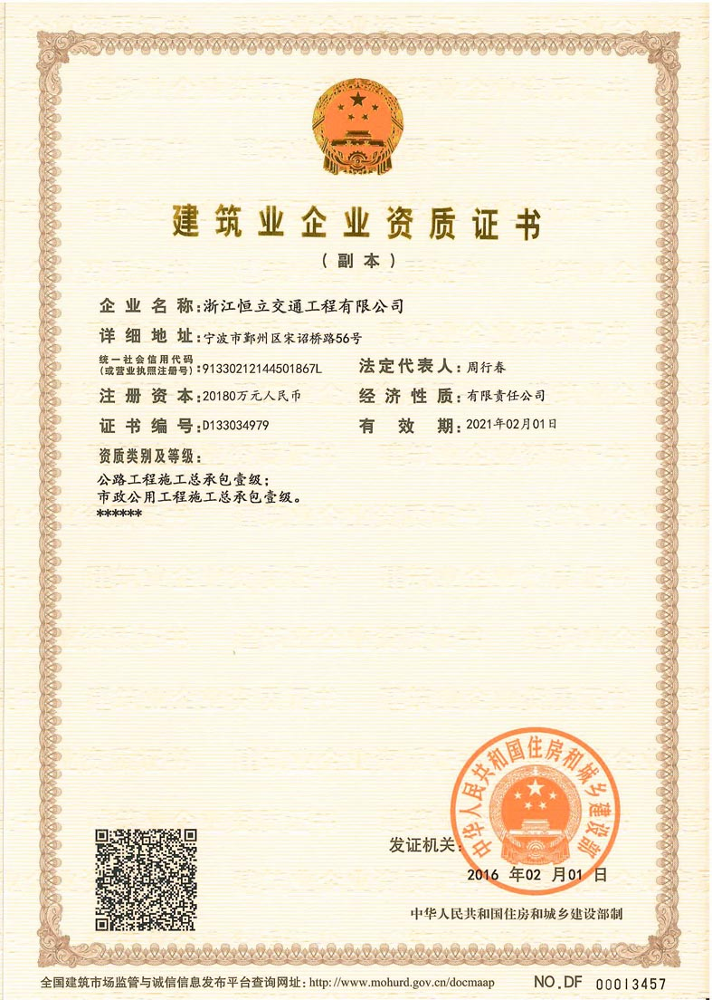 建筑业企业资质证书
（副本）
企业名称：浙江恒立交通工程有限公司
详细地址：宁波市鄞州区宋诏桥路56号
统一社会信用代码
（或营业执照注册号）：91330212144501867L 法定代表人：周行春
注册资本：20180万元人民币 经济性质：有限责任公司
证书编号：D133034979 有效期：2021年02月01日
资质类别及等级：
公路工程施工总承包壹级；
市政公用工程施工总承包壹级。
******
中华人民共和国住房和城乡建设部
发证机关：
2016 年02 月01 日
中华人民共和国住房和城乡建设部制
全国建筑市场监管与诚信信息发布平台查询网址：http://www.mohurd.gov.cn/docmaap NO.DF 00013457